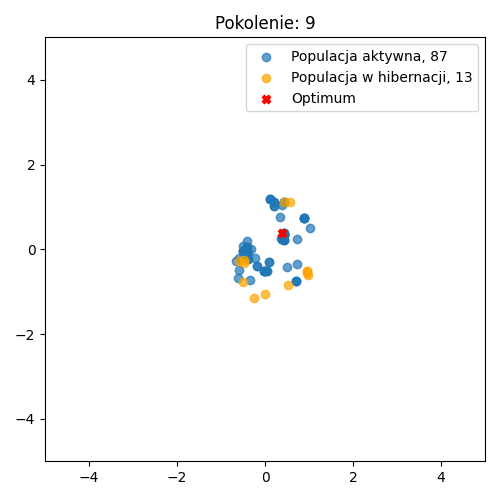 Pokolenie: 9
Populacja aktywna, 87
Populacja w hibernacji, 13
Optimum
4
2
0
−2
−4
−4
−2
0
2
4